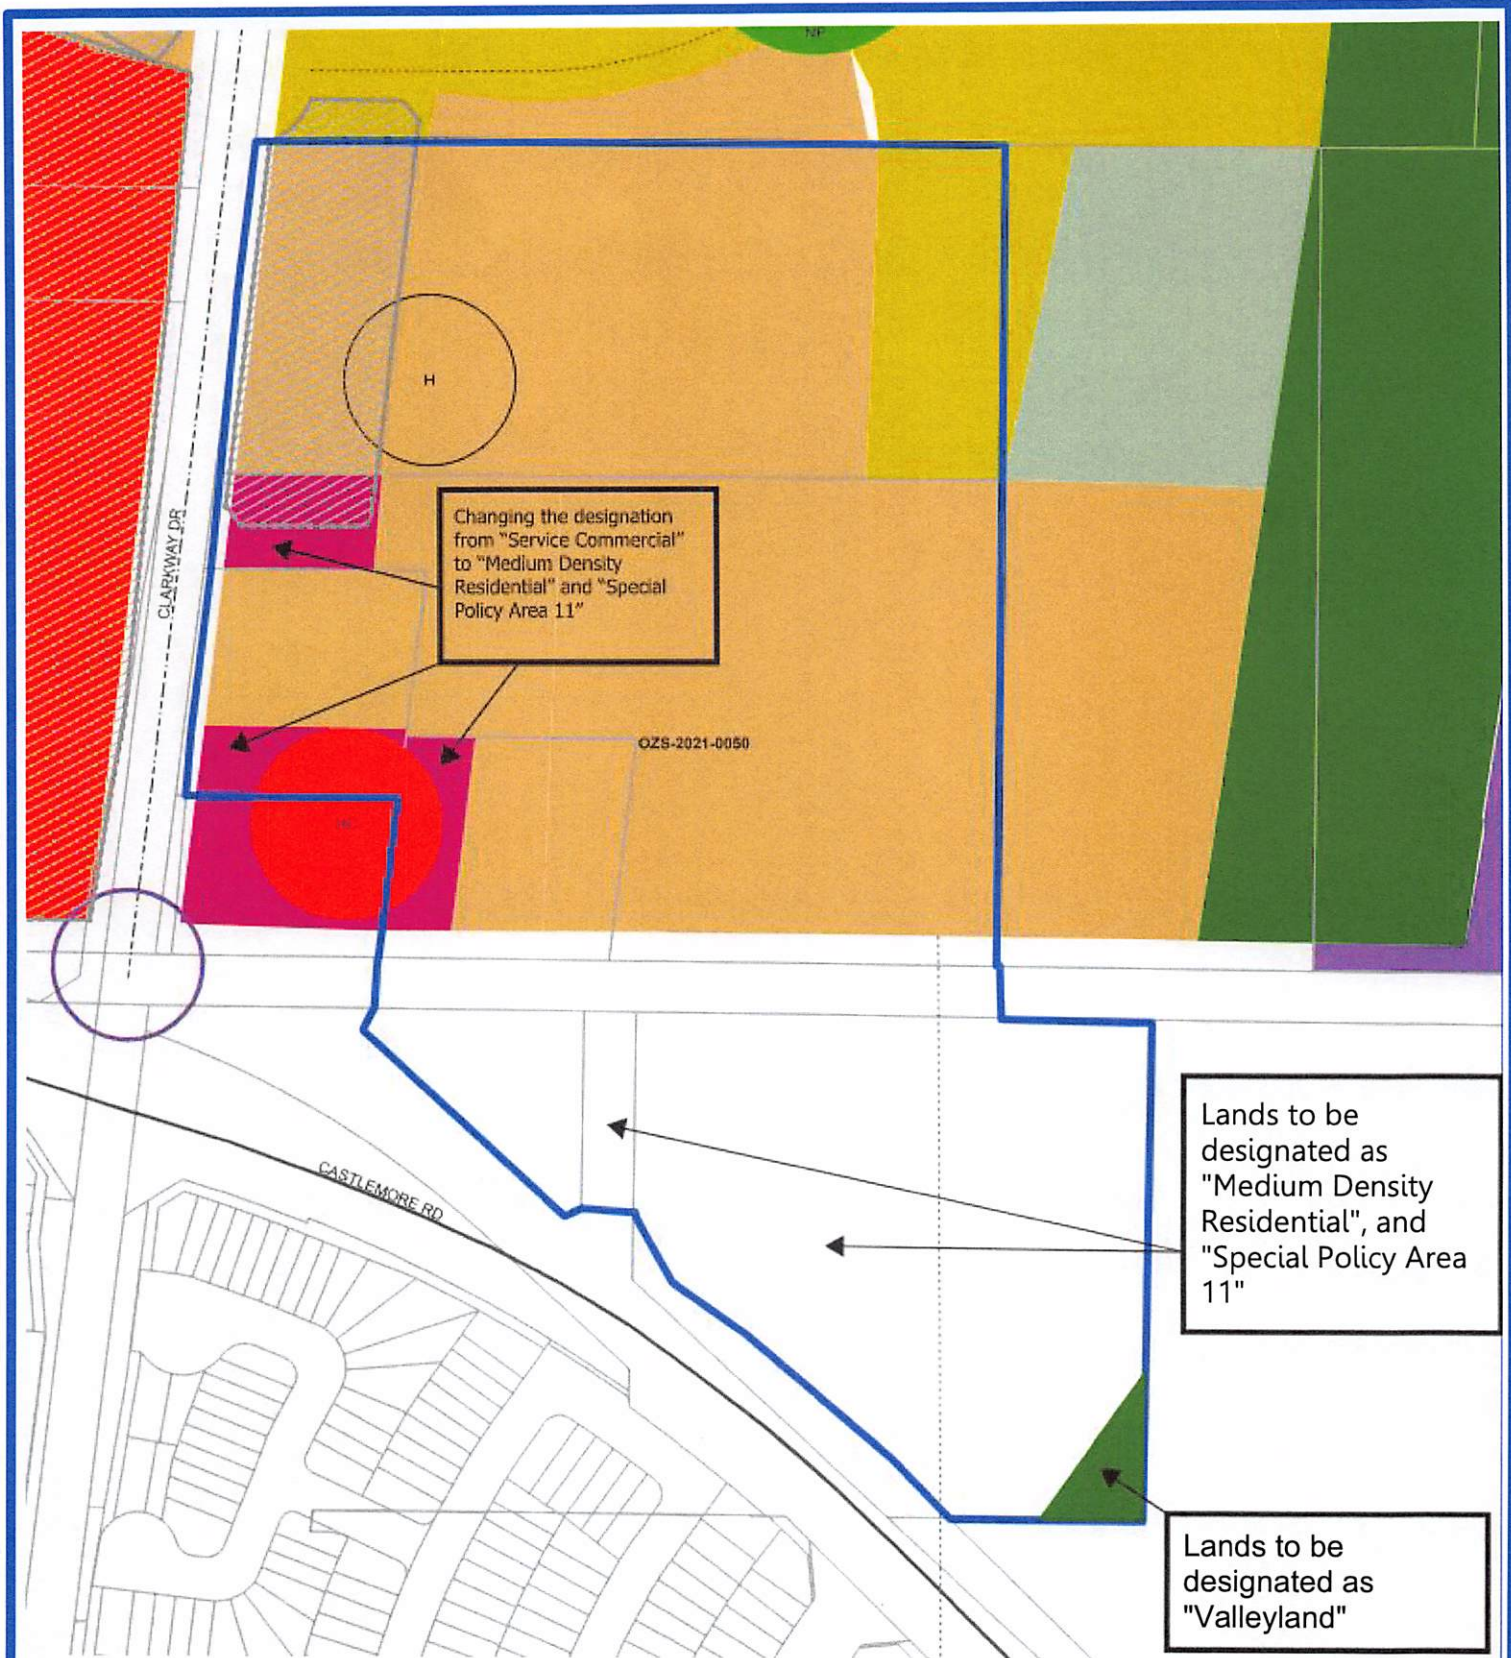 NP
H
CLARKWAY DR
Changing the designation
from “Service Commercial”
to “Medium Density
Residential” and “Special
Policy Area 11”
OZS-2021-0050
CASTLEMORE RD
Lands to be
designated as
"Medium Density
Residential", and
"Special Policy Area
11"
Lands to be
designated as
"Valleyland"